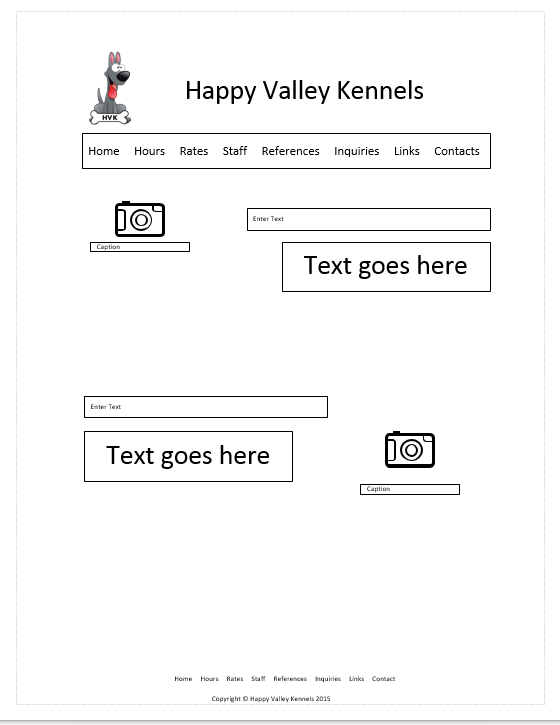 Happy Valley Kennels
HVK
Home Hours Rates Staff References Inquiries Links Contacts
Enter Text
Caption
Text goes here
Enter Text
Text goes here
Caption
Home Hours Rates Staff References Inquiries Links Contact
Copyright © Happy Valley Kennels 2015